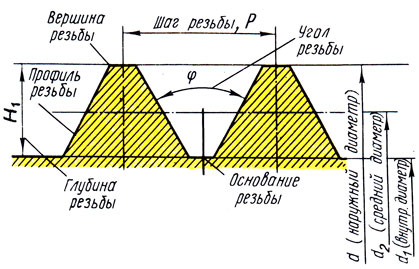 Вершина
резьбы
Шаг резьбы, P
Угол
резьбы
φ
Профиль
резьбы
H₁
Глубина
резьбы
Основание
резьбы
d (наружный диаметр)
d₂ (средний диаметр)
d₁ (внутр. диаметр)